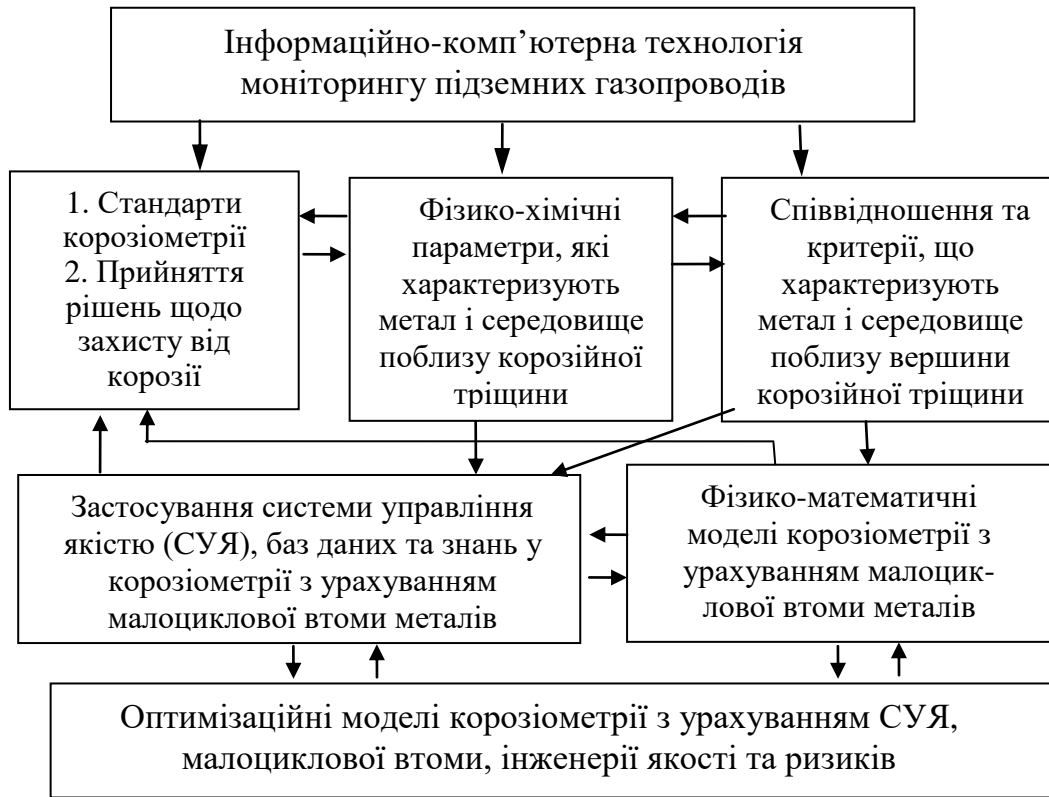 Інформаційно-комп’ютерна технологія
моніторингу підземних газопроводів
1. Стандарти
корозіометрії
2. Прийняття
рішень щодо
захисту від
корозії
Фізико-хімічні
параметри, які
характеризують
метал і середовище
поблизу корозійної
тріщини
Співвідношення та
критерії, що
характеризують
метал і середовище
поблизу вершини
корозійної тріщини
Застосування системи управління
якістю (СУЯ), баз даних та знань у
корозіометрії з урахуванням
малоциклової втоми металів
Фізико-математичні
моделі корозіометрії з
урахуванням малоцик-
лової втоми металів
Оптимізаційні моделі корозіометрії з урахуванням СУЯ,
малоциклової втоми, інженерії якості та ризиків